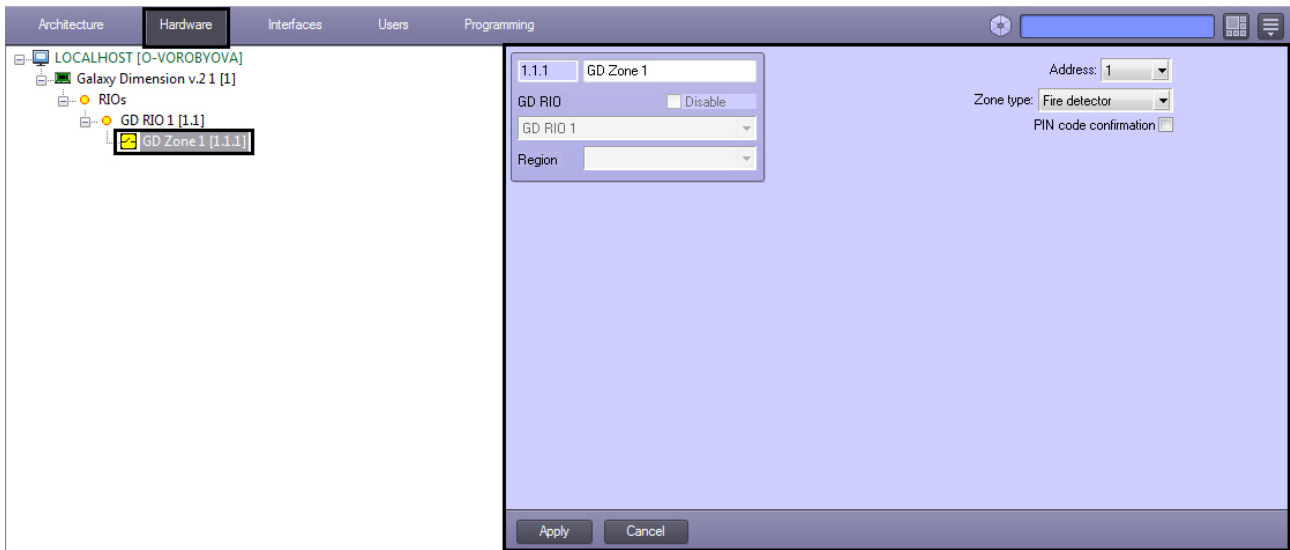 Architecture Hardware Interfaces Users Programming
LOCALHOST [O-VOROBYOVA]
Galaxy Dimension v.2 1 [1]
RIOs
GD RIO 1 [1.1]
GD Zone 1 [1.1.1]
1.1.1 GD Zone 1
GD RIO Disable
GD RIO 1
Region
Address: 1
Zone type: Fire detector
PIN code confirmation
Apply Cancel